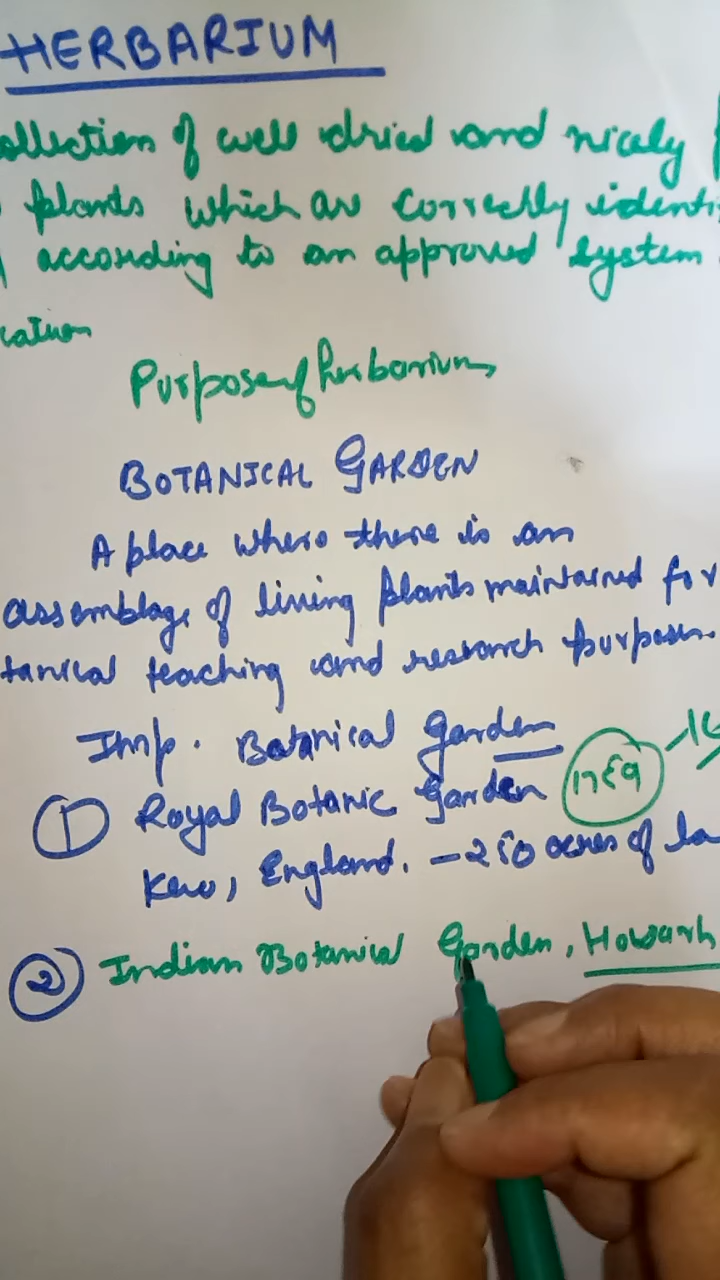 HERBARIUM
ollection of well dried and nicely
plants which are correctly identi
according to an approved system
cation
Purpose of herbarium
BOTANICAL GARDEN
A place where there is an
assemblage of living plants maintained for
tanical teaching and research purposes.
Imp. Botanical Garden
① Royal Botanic Garden 1759
Kew, England. - 250 acres of la
② Indian Botanical Garden, Howrah